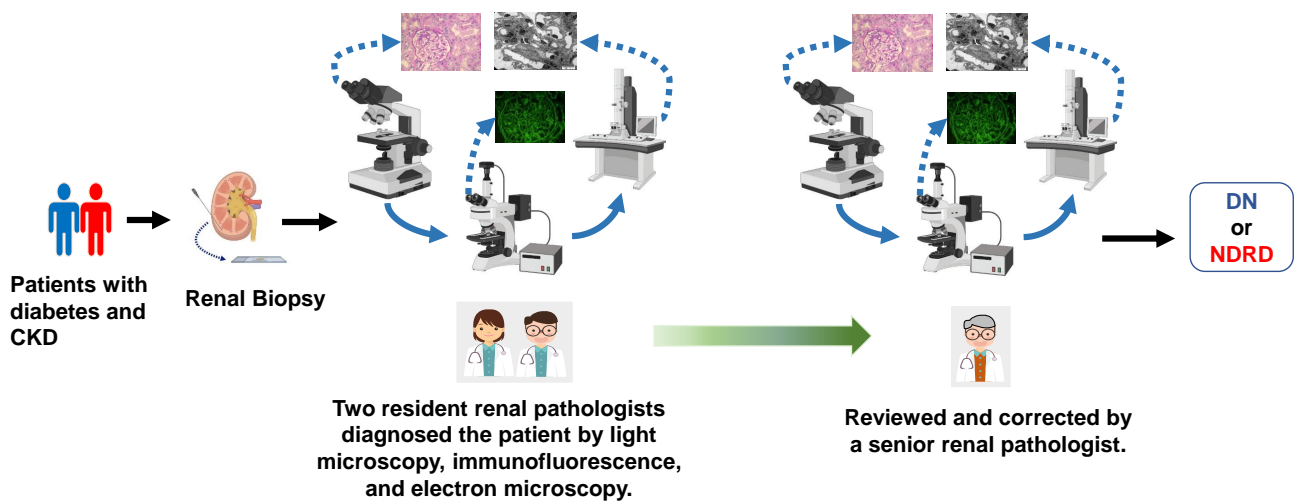 Patients with
diabetes and
CKD
Renal Biopsy
Two resident renal pathologists
diagnosed the patient by light
microscopy, immunofluorescence,
and electron microscopy.
Reviewed and corrected by
a senior renal pathologist.
DN
or
NDRD